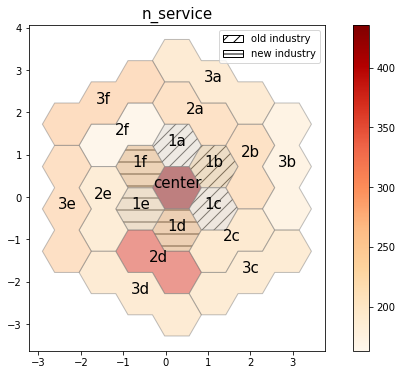 n_service
old industry
new industry
3a
3f
2a
2f
1a
2b
1f
1b
3b
center
2e
3e
1e
1c
1d
2c
2d
3c
3d
4
3
2
1
0
−1
−2
−3
−3
−2
−1
0
1
2
3
400
350
300
250
200